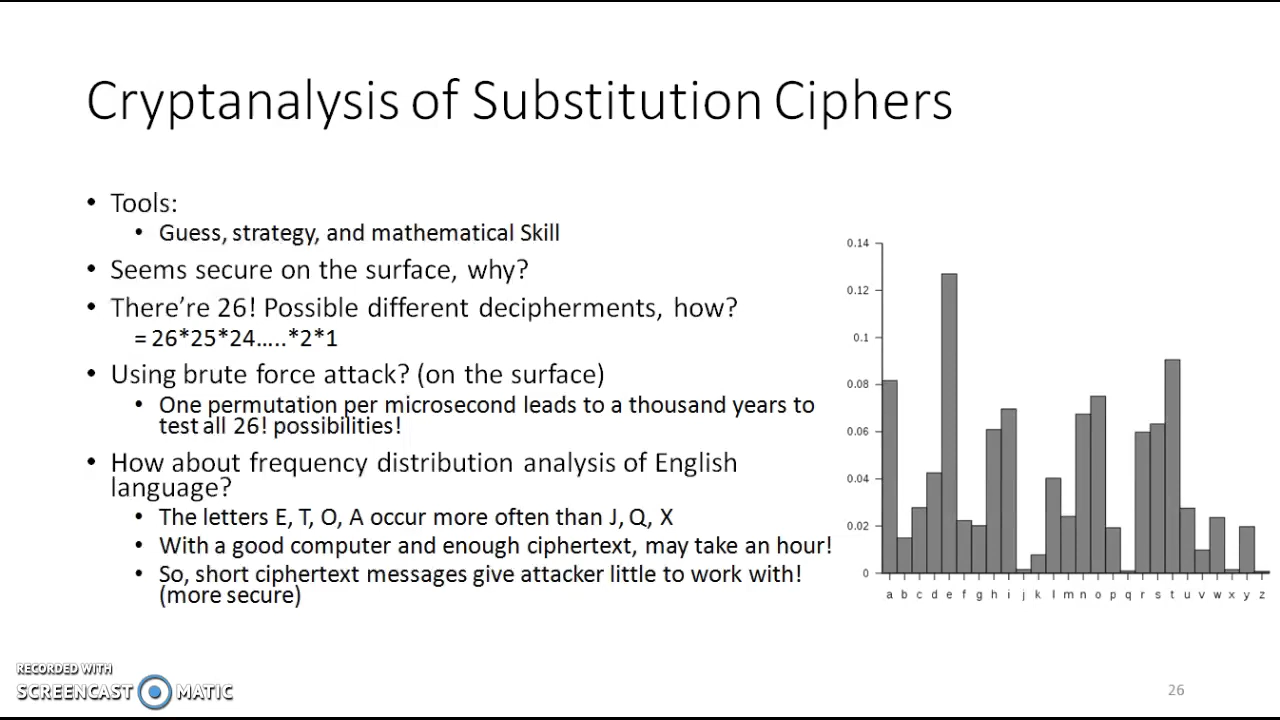 Cryptanalysis of Substitution Ciphers
• Tools:
• Guess, strategy, and mathematical Skill
• Seems secure on the surface, why?
• There're 26! Possible different decipherments, how?
= 26*25*24…..*2*1
• Using brute force attack? (on the surface)
• One permutation per microsecond leads to a thousand years to
test all 26! possibilities!
• How about frequency distribution analysis of English
language?
• The letters E, T, O, A occur more often than J, Q, X
• With a good computer and enough ciphertext, may take an hour!
• So, short ciphertext messages give attacker little to work with!
(more secure)
0.14
0.12
0.1
0.08
0.06
0.04
0.02
0
a b c d e f g h i j k l m n o p q r s t u v w x y z
RECORDED WITH
SCREENCAST MATIC
26